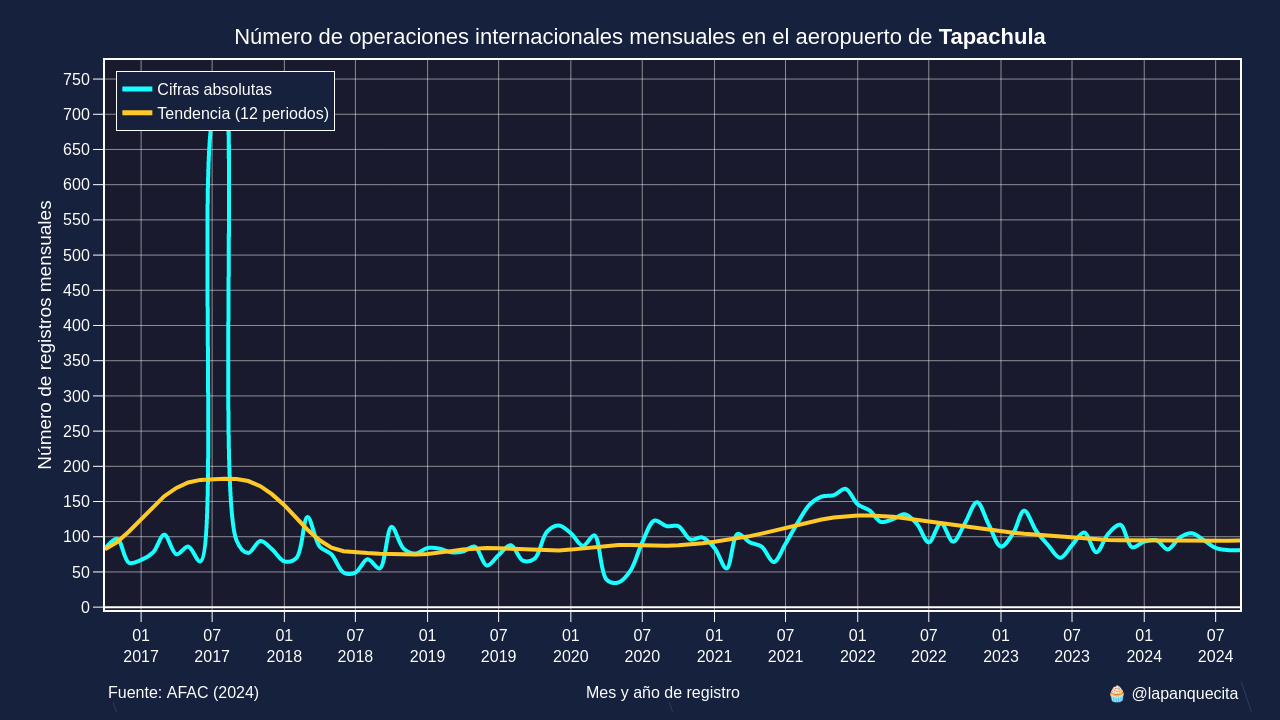 Número de operaciones internacionales mensuales en el aeropuerto de Tapachula
Cifras absolutas
Tendencia (12 periodos)
Número de registros mensuales
750
700
650
600
550
500
450
400
350
300
250
200
150
100
50
0
01 07 01 07 01 07 01 07 01 07 01 07 01 07 01 07
2017 2017 2018 2018 2019 2019 2020 2020 2021 2021 2022 2022 2023 2023 2024 2024
Fuente: AFAC (2024)
Mes y año de registro
🧁 @lapanquecita